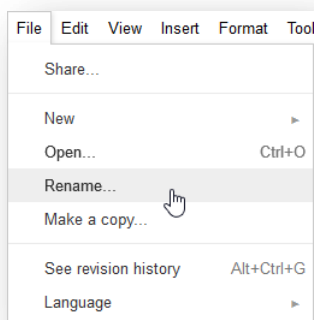 File Edit View Insert Format Tool
Share...
New ►
Open... Ctrl+O
Rename...
Make a copy...
See revision history Alt+Ctrl+G
Language ►